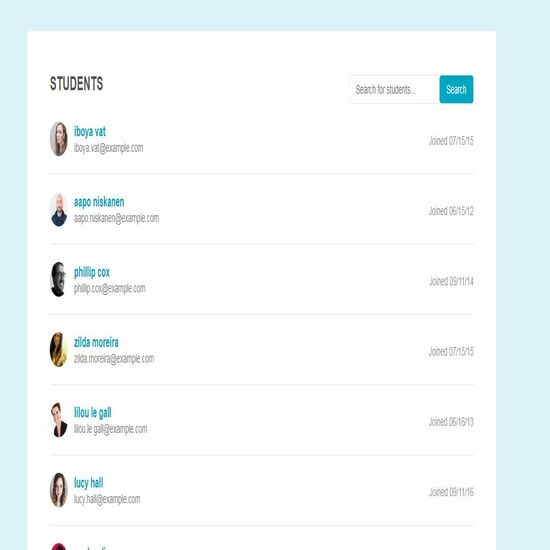 STUDENTS
Search for students...
Search
iboya vat
iboya.vat@example.com
Joined 07/15/15
aapo niskanen
aapo.niskanen@example.com
Joined 06/15/12
phillip cox
phillip.cox@example.com
Joined 09/11/14
zilda moreira
zilda.moreira@example.com
Joined 07/15/15
lilou le gall
lilou.le gall@example.com
Joined 06/16/13
lucy hall
lucy.hall@example.com
Joined 09/11/16